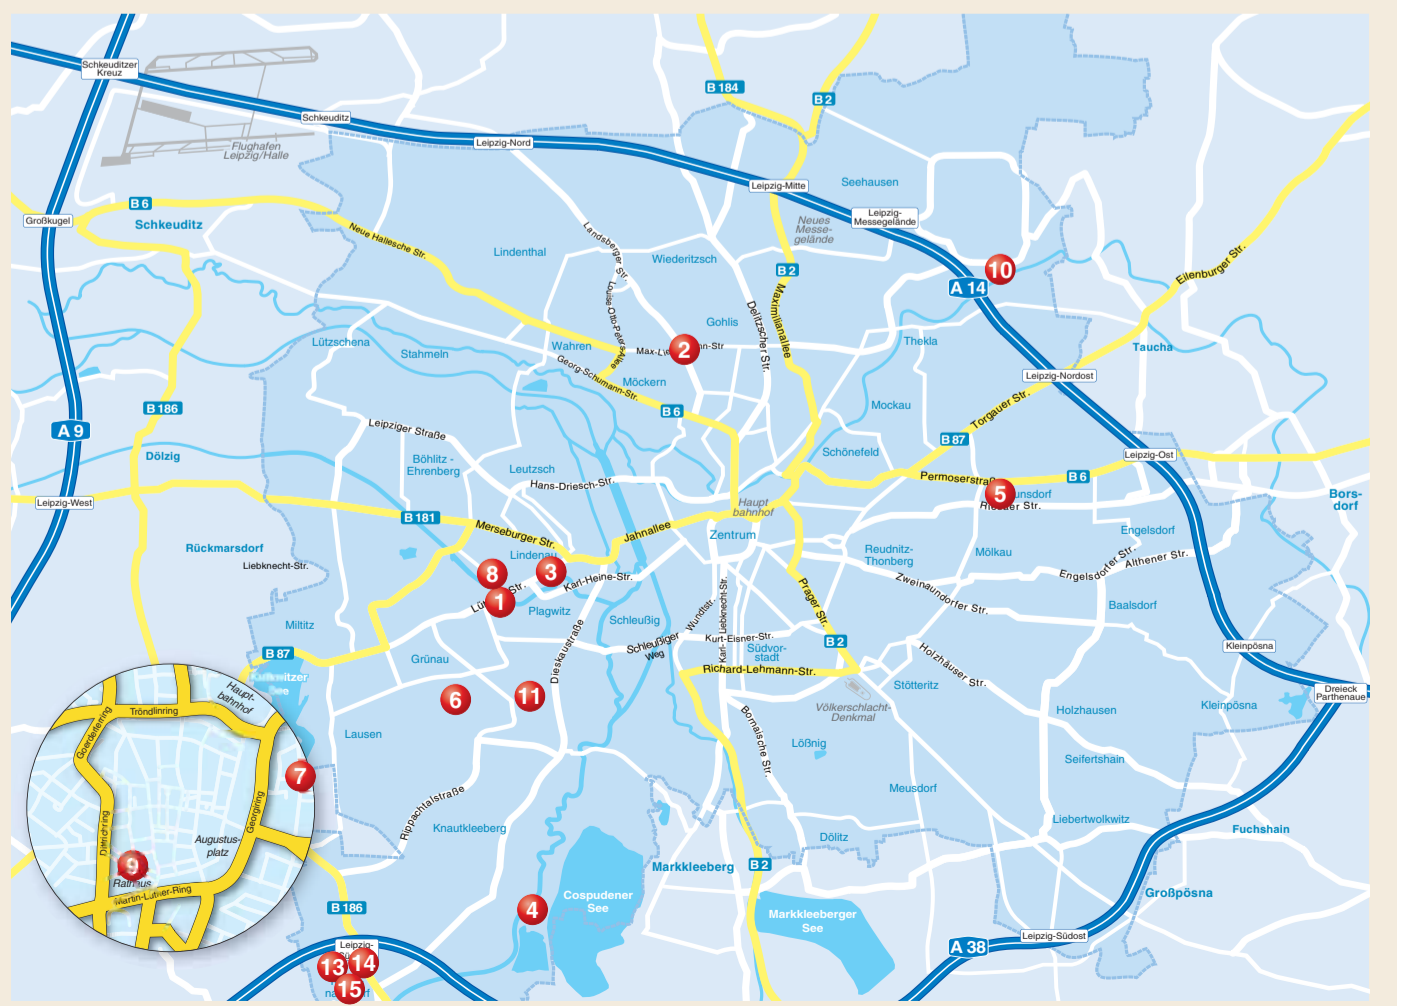 B 184
B 2
Schkeuditzer
Kreuz
Schkeuditz
Flughafen
Leipzig/Halle
Leipzig-Nord
Leipzig-Mitte
Seehausen
B 6
Großkugel
Schkeuditz
Neue Hallesche Str.
Landsberger Str.
Lindenthal
Wiederitzsch
Neues
Messe-
gelände
Leipzig-
Messegelände
B 2
10
A 14
Eilenburger Str.
Louise-Otto-Peters-Allee
Delitzscher Str.
Maximilianallee
Gohlis
Lützschena
Stahmeln
Wahren
2
Thekla
Taucha
Georg-Schumann-Str.
Möckern
Leipzig-Nordost
B 186
B 6
Mockau
Torgauer Str.
A 9
Leipziger Straße
B 87
Dölzig
Böhlitz -
Ehrenberg
Leutzsch
Schönefeld
Leipzig-Ost
Hans-Driesch-Str.
B 6
5
Leipzig-West
Haupt
bahnhof
Bors-
dorf
B 181
Merseburger Str.
Jahnallee
Zentrum
Engelsdorf
Rückmarsdorf
Lindenau
Reudnitz-
Thonberg
Mölkau
Liebknecht-Str.
8
3
Karl-Heine-Str.
Zweinaundorfer Str.
Engelsdorfer Str.
Althener Str.
1
Plagwitz
Prager Str.
Baalsdorf
Miltitz
Schleußig
Wundtstr.
Karl- Liebknecht-Str.
Schleußiger
Weg
Kurt-Eisner-Str.
B 2
Kleinpösna
B 87
Grünau
Dieskaustraße
Südvor-
stadt
Holzhäuser Str.
Richard-Lehmann-Str.
See
Stötteritz
Dreieck
Parthenaue
6
11
Völkerschlacht-
Denkmal
Holzhausen
Kleinpösna
Haupt-
bahnhof
Tröndlinring
Goerdelerring
Lausen
Bornaische Str.
Lößnig
Seifertshain
7
Rippachtalstraße
Meusdorf
Georgiring
Dittrichring
Knautkleeberg
Liebertwolkwitz
Augustus-
platz
Dölitz
Fuchshain
9
Rathaus
Martin-Luther-Ring
Markkleeberg
B 2
Großpösna
B 186
4
Cospudener
See
Markkleeberger
See
Leipzig-
Leipzig-Südost
A 38
13
14
15